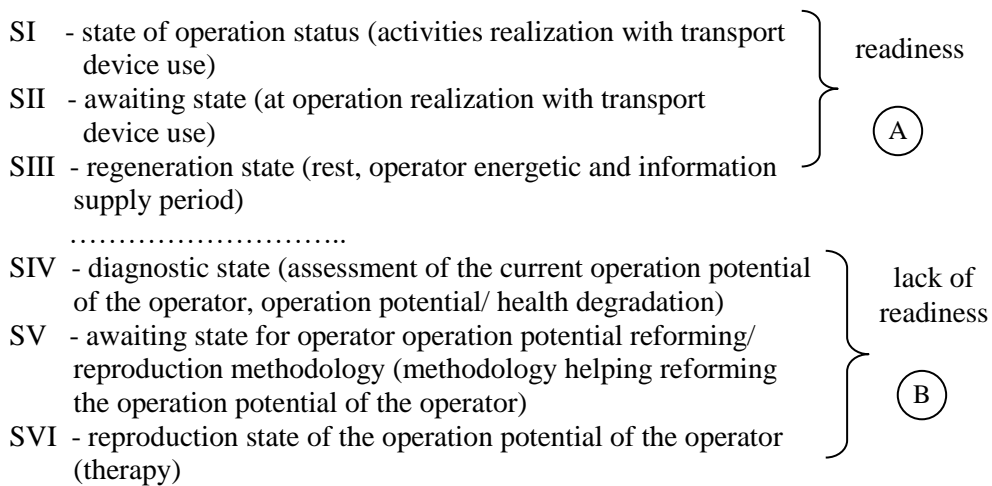 SI - state of operation status (activities realization with transport
device use)
readiness
SII - awaiting state (at operation realization with transport
device use)
A
SIII - regeneration state (rest, operator energetic and information
supply period)
………………………..
SIV - diagnostic state (assessment of the current operation potential
of the operator, operation potential/ health degradation)
lack of
readiness
SV - awaiting state for operator operation potential reforming/
reproduction methodology (methodology helping reforming
the operation potential of the operator)
B
SVI - reproduction state of the operation potential of the operator
(therapy)